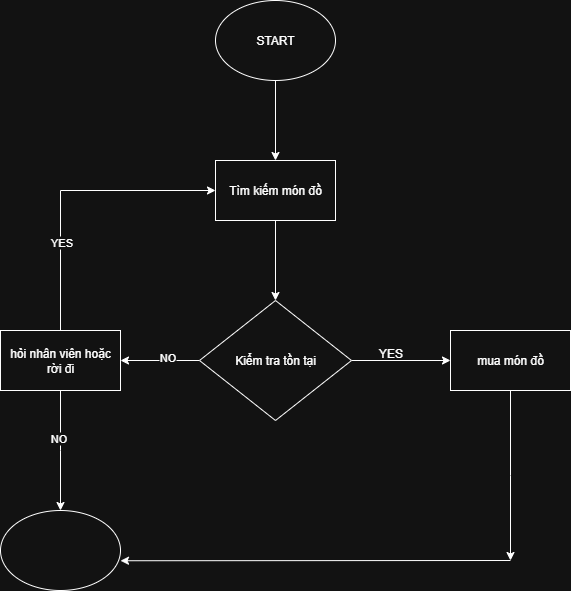 START
Tìm kiếm món đồ
YES
hỏi nhân viên hoặc
rời đi
NO
Kiểm tra tồn tại
YES
mua món đồ
NO